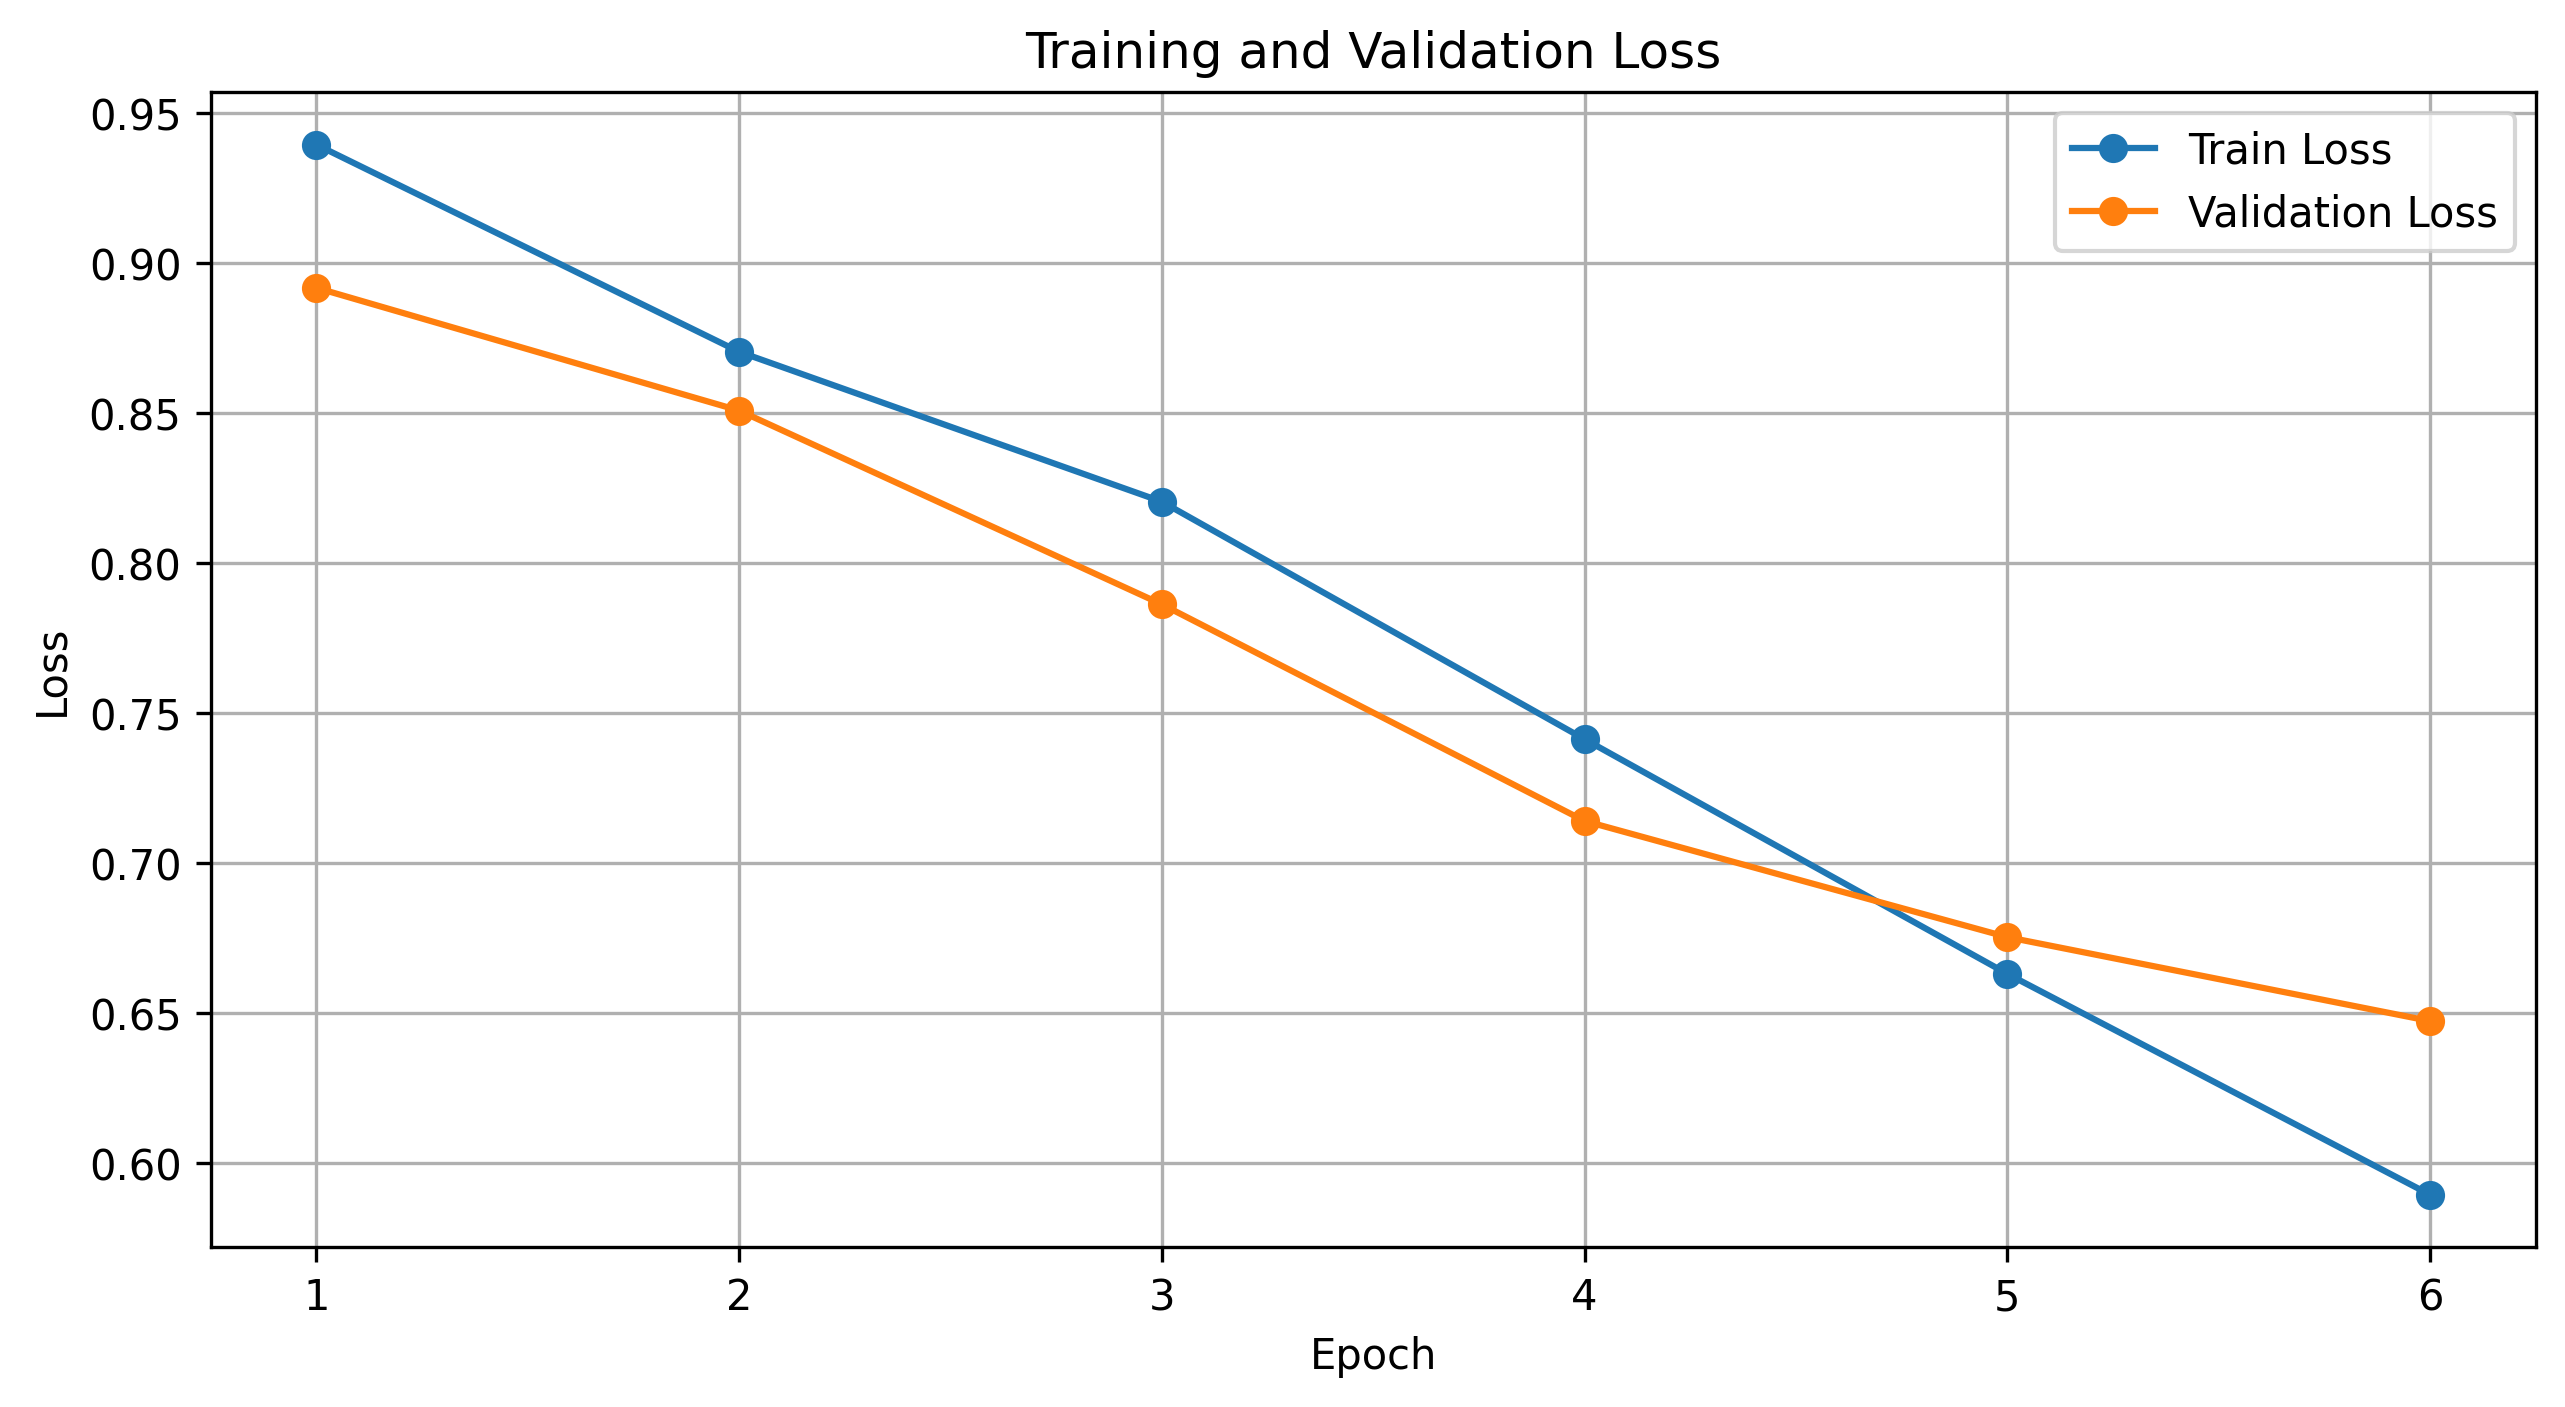 Training and Validation Loss
Train Loss
Validation Loss
0.95
0.90
0.85
0.80
0.75
0.70
0.65
0.60
Loss
1 2 3 4 5 6
Epoch